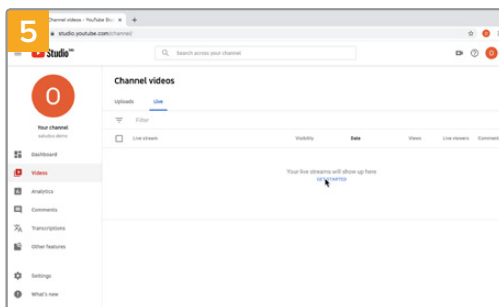 5
Channel videos - YouTube Stu
studio.youtube.com/channel/
Studio
Search across your channel
O
O
Your channel
Channel videos
Uploads Live
Filter
Live stream Visibility Date Views Live viewers Comment
Your live streams will show up here
GET STARTED
Dashboard
Videos
Analytics
Comments
Transcriptions
Other features
Settings
What's new